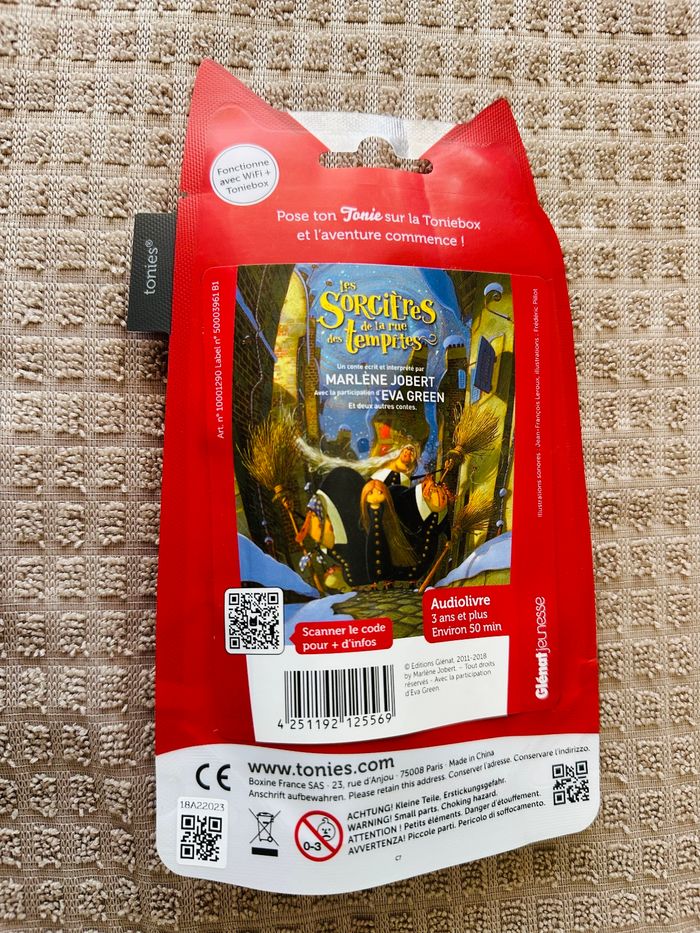 Fonctionne
avec WiFi +
Toniebox
Pose ton Tonie sur la Toniebox
et l'aventure commence !
tonies®
Art. n° 10001290 Label n° 50003961 B1
les
SORCIÈRES
de la rue
des tempêtes
Un conte écrit et interprété par
MARLÈNE JOBERT
Avec la participation d'EVA GREEN
Et deux autres contes.
Illustrations sonores : Jean-François Leroux, illustrations : Frédéric Pillot
Scanner le code
pour + d'infos
Audiolivre
3 ans et plus
Environ 50 min
Glénat jeunesse
© Editions Glénat, 2011-2018
by Marlène Jobert. – Tout droits
réservés - Avec la participation
d'Eva Green.
4 251192 125569
CE
www.tonies.com
Boxine France SAS · 23, rue d'Anjou · 75008 Paris · Made in China
Anschrift aufbewahren. Please retain this address. Conserver l'adresse. Conservare l'indirizzo.
18A22023
0-3
ACHTUNG! Kleine Teile. Erstickungsgefahr.
WARNING! Small parts. Choking hazard.
ATTENTION ! Petits éléments. Danger d'étouffement.
AVVERTENZA! Piccole parti. Pericolo di soffocamento.
C7